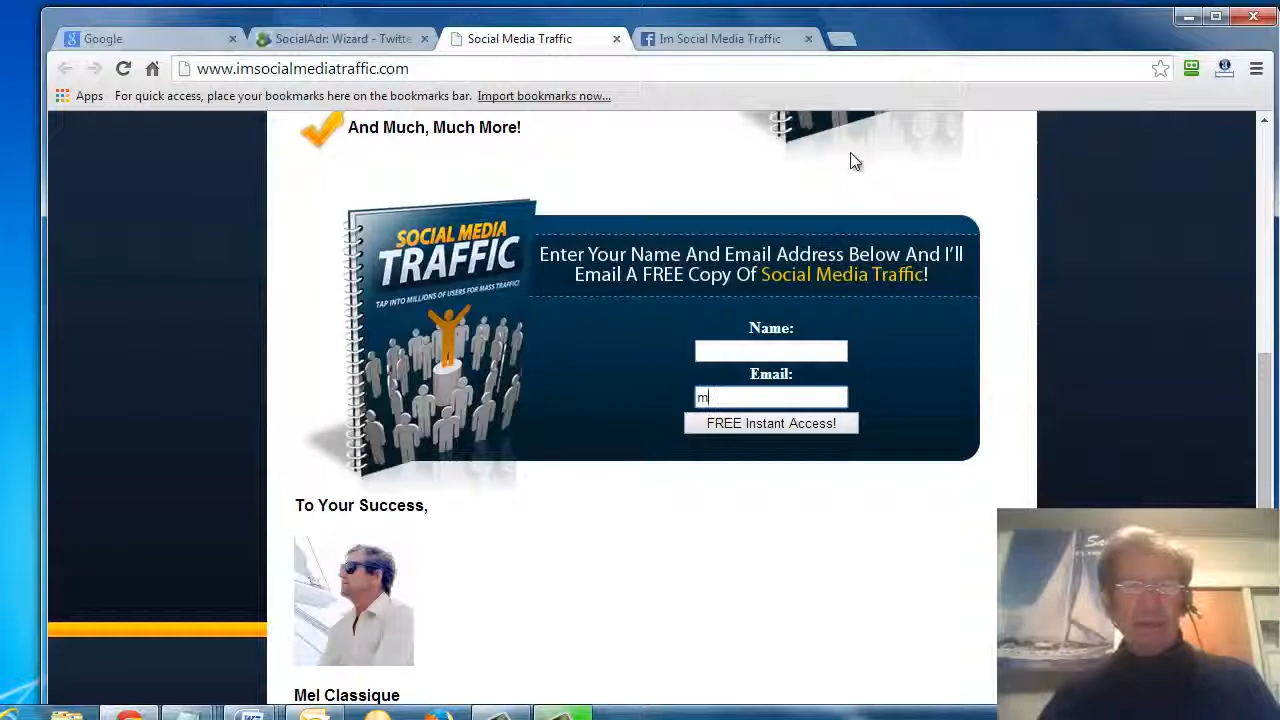 Google
SocialAdr: Wizard - Twitte
Social Media Traffic
Im Social Media Traffic
www.imsocialmediatraffic.com
Apps
For quick access, place your bookmarks here on the bookmarks bar. Import bookmarks now...
And Much, Much More!
SOCIAL MEDIA
TRAFFIC
TAP INTO MILLIONS OF USERS FOR MASS TRAFFIC!
Enter Your Name And Email Address Below And I'll
Email A FREE Copy Of Social Media Traffic!
Name:
Email:
m
FREE Instant Access!
To Your Success,
Mel Classique